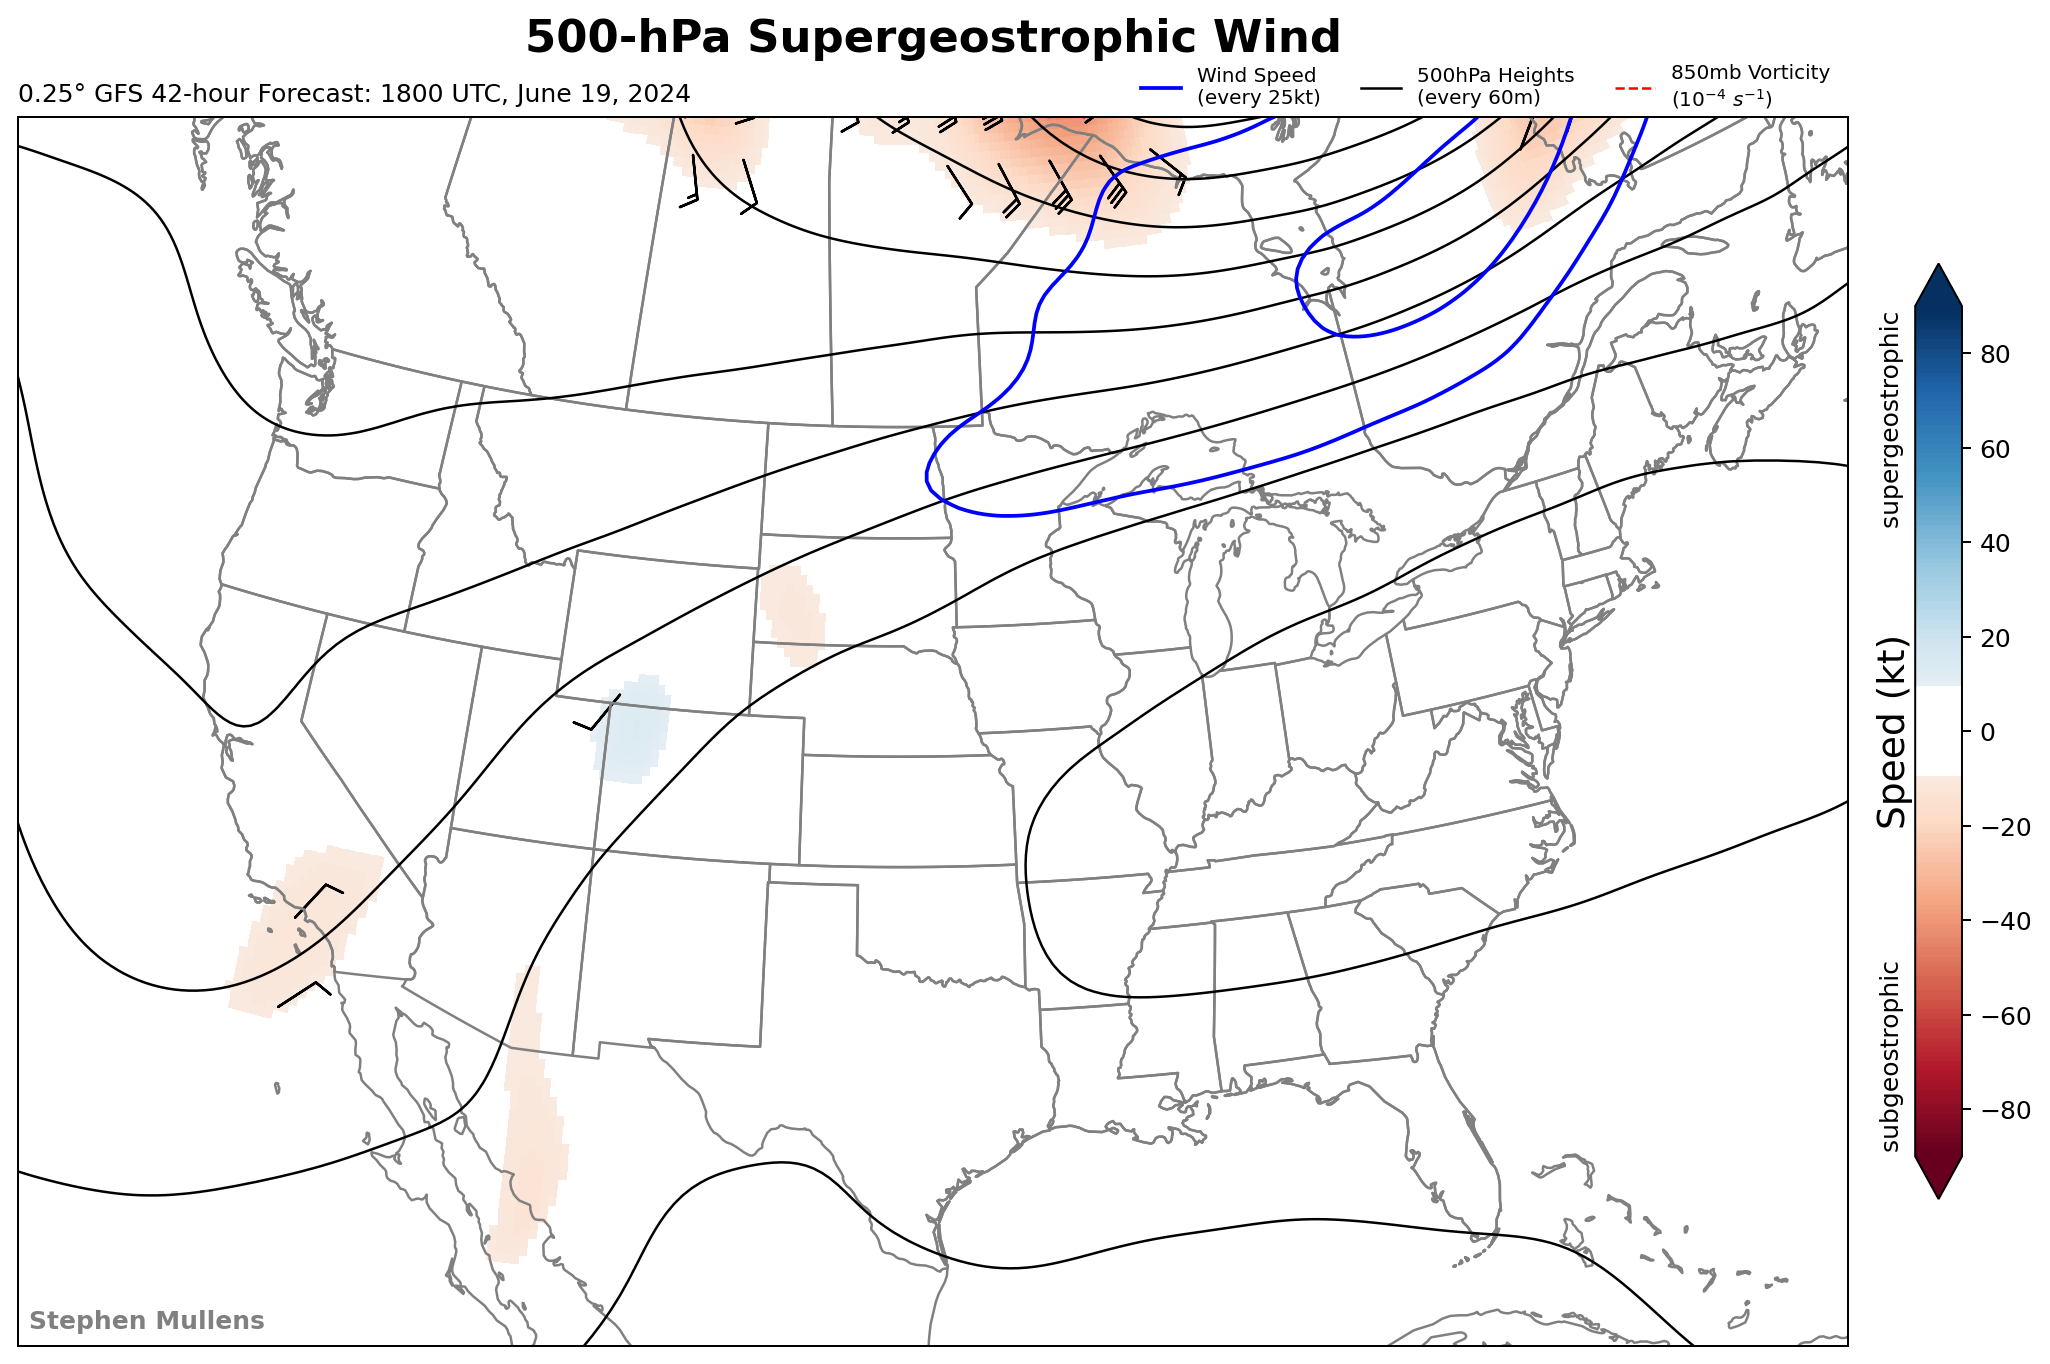 500-hPa Supergeostrophic Wind
0.25° GFS 42-hour Forecast: 1800 UTC, June 19, 2024
Wind Speed
(every 25kt)
500hPa Heights
(every 60m)
850mb Vorticity
(10⁻⁴ s⁻¹)
supergeostrophic
Speed (kt)
subgeostrophic
80
60
40
20
0
−20
−40
−60
−80
Stephen Mullens